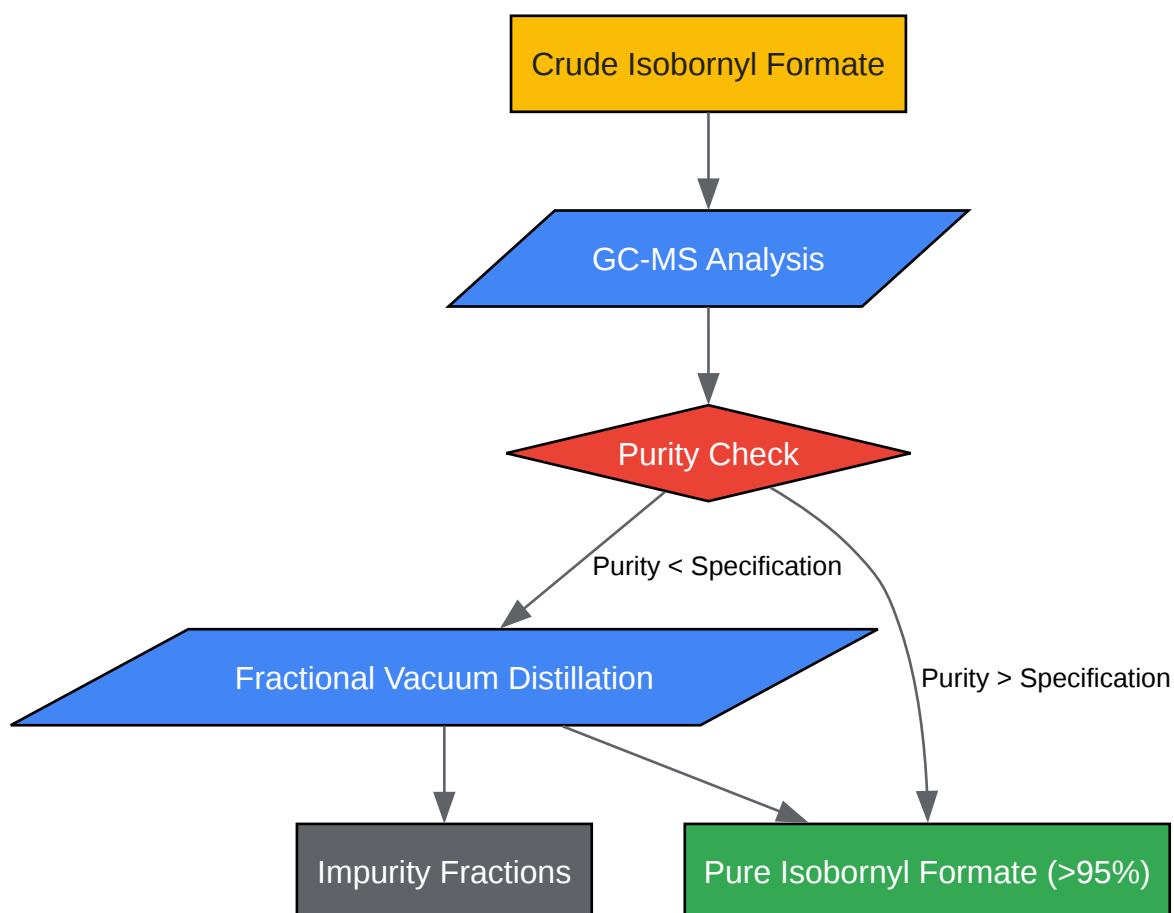 Crude Isobornyl Formate
GC-MS Analysis
Purity Check
Purity < Specification
Fractional Vacuum Distillation
Purity > Specification
Impurity Fractions
Pure Isobornyl Formate (>95%)